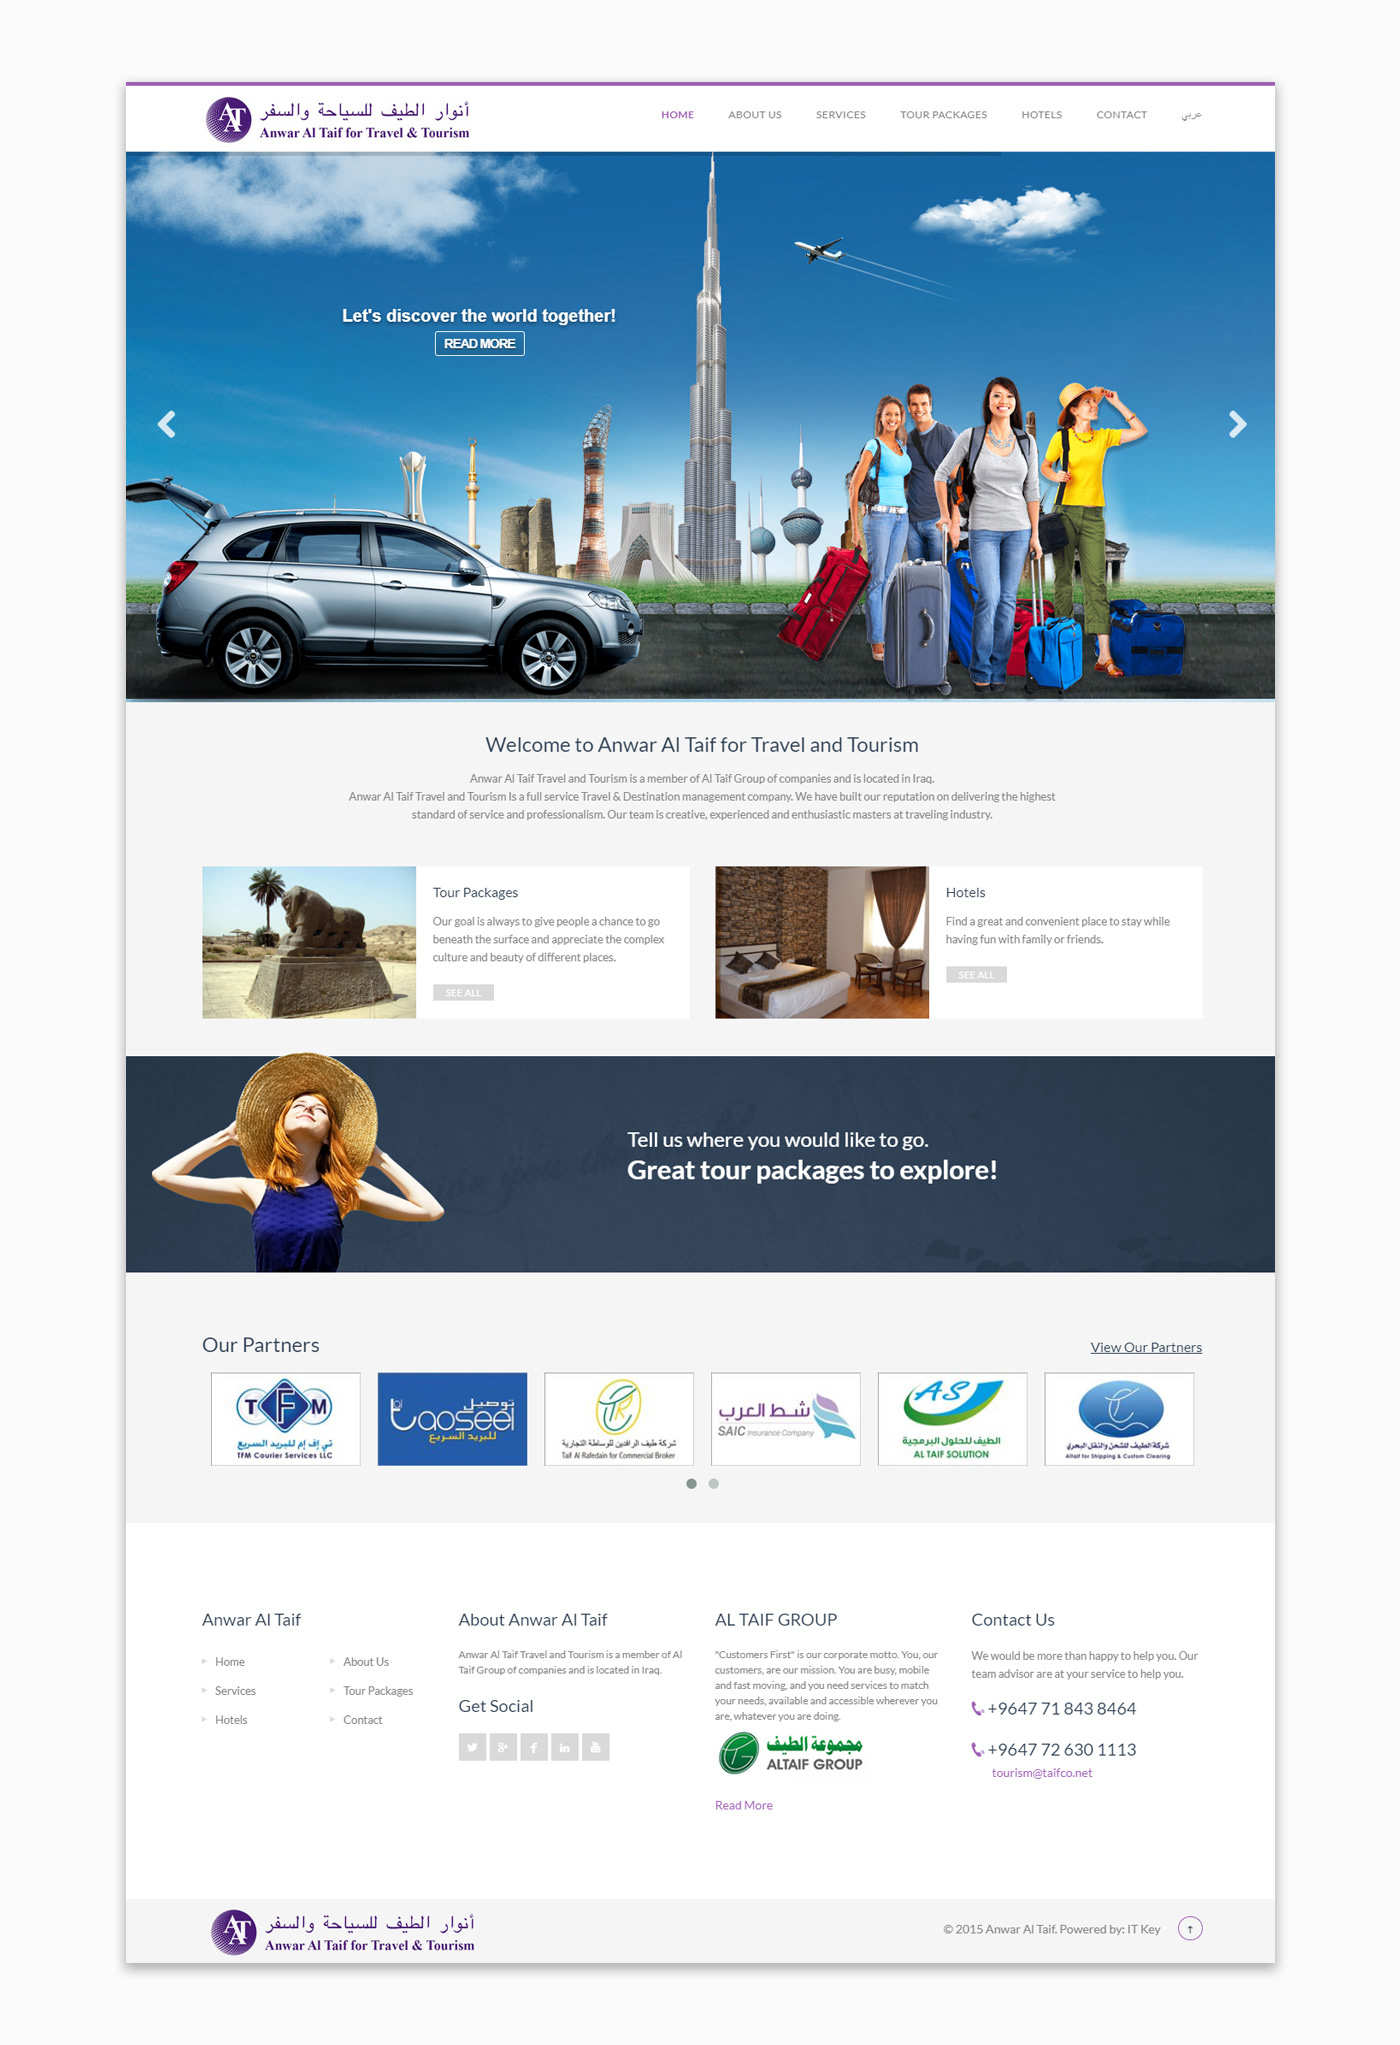 أنوار الطيف للسياحة والسفر
Anwar Al Taif for Travel & Tourism
HOME
ABOUT US
SERVICES
TOUR PACKAGES
HOTELS
CONTACT
عربي
Let's discover the world together!
READ MORE
Welcome to Anwar Al Taif for Travel and Tourism
Anwar Al Taif Travel and Tourism is a member of Al Taif Group of companies and is located in Iraq.
Anwar Al Taif Travel and Tourism Is a full service Travel & Destination management company. We have built our reputation on delivering the highest
standard of service and professionalism. Our team is creative, experienced and enthusiastic masters at traveling industry.
Tour Packages
Our goal is always to give people a chance to go
beneath the surface and appreciate the complex
culture and beauty of different places.
SEE ALL
Hotels
Find a great and convenient place to stay while
having fun with family or friends.
SEE ALL
Tell us where you would like to go.
Great tour packages to explore!
Our Partners
View Our Partners
TFM
تي إف إم للبريد السريع
TFM Courier Services LLC
توصيل
Taoseel
للبريد السريع
شركة طيف الرافدين للوساطة التجارية
Taif Al Rafedain for Commercial Broker
شط العرب
SAIC Insurance Company
AS
الطيف للحلول البرمجية
AL TAIF SOLUTION
شركة الطيف للشحن والنقل البحري
Altaif for Shipping & Custom Clearing
Anwar Al Taif
Home
About Us
Services
Tour Packages
Hotels
Contact
About Anwar Al Taif
Anwar Al Taif Travel and Tourism is a member of Al
Taif Group of companies and is located in Iraq.
Get Social
AL TAIF GROUP
"Customers First" is our corporate motto. You, our
customers, are our mission. You are busy, mobile
and fast moving, and you need services to match
your needs, available and accessible wherever you
are, whatever you are doing.
مجموعة الطيف
ALTAIF GROUP
Read More
Contact Us
We would be more than happy to help you. Our
team advisor are at your service to help you.
+9647 71 843 8464
+9647 72 630 1113
tourism@taifco.net
أنوار الطيف للسياحة والسفر
Anwar Al Taif for Travel & Tourism
© 2015 Anwar Al Taif. Powered by: IT Key